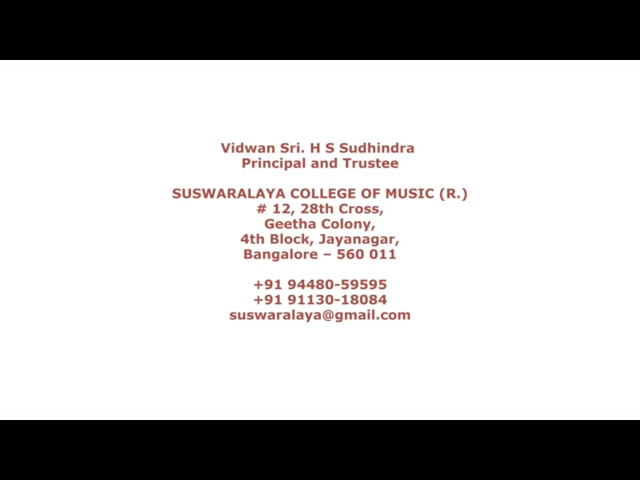 Vidwan Sri. H S Sudhindra
Principal and Trustee
SUSWARALAYA COLLEGE OF MUSIC (R.)
# 12, 28th Cross,
Geetha Colony,
4th Block, Jayanagar,
Bangalore – 560 011
+91 94480-59595
+91 91130-18084
suswaralaya@gmail.com